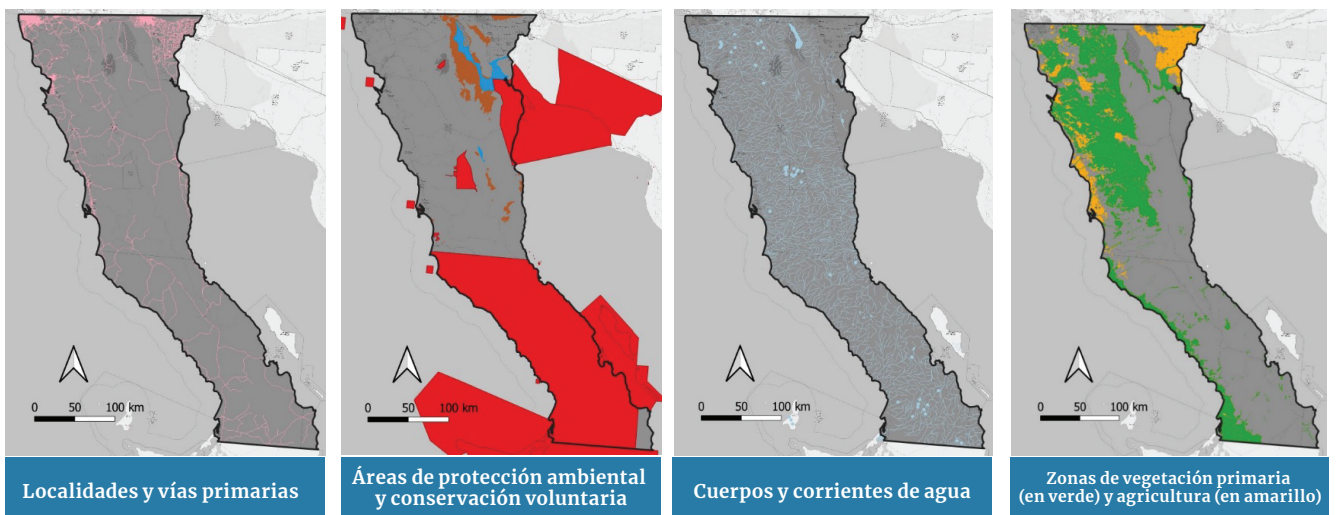 0 50 100 km
0 50 100 km
0 50 100 km
0 50 100 km
Localidades y vías primarias
Áreas de protección ambiental
y conservación voluntaria
Cuerpos y corrientes de agua
Zonas de vegetación primaria
(en verde) y agricultura (en amarillo)